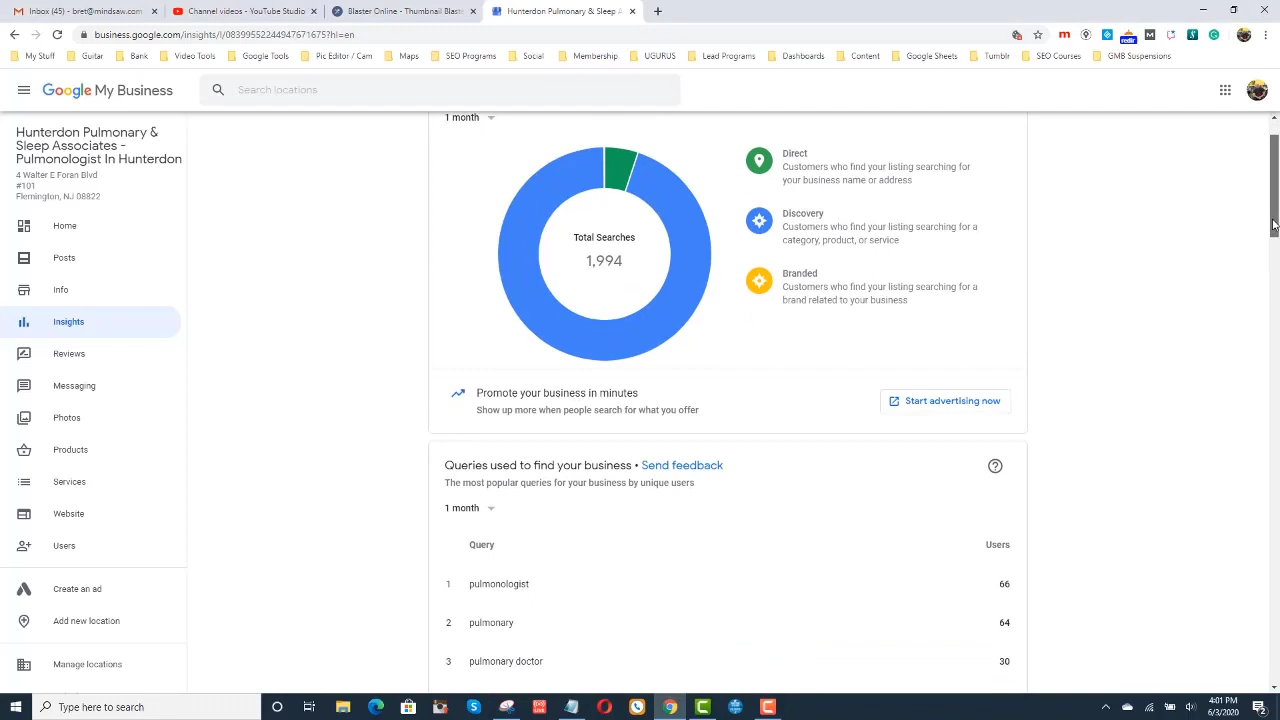 Inbox (45) - bret@mindsaw.com
Channel videos - YouTube Studio
Blaster Online - Thumbnail Blaste
Hunterdon Pulmonary & Sleep A
business.google.com/insights/l/08399552244947671675?hl=en
My Stuff
Guitar
Bank
Video Tools
Google Tools
Pic Editor / Cam
Maps
SEO Programs
Social
Membership
UGURUS
Lead Programs
Dashboards
Content
Google Sheets
Tumblr
SEO Courses
GMB Suspensions
Google My Business
Search locations
Hunterdon Pulmonary &
Sleep Associates -
Pulmonologist In Hunterdon
4 Walter E Foran Blvd
#101
Flemington, NJ 08822
Home
Posts
Info
Insights
Reviews
Messaging
Photos
Products
Services
Website
Users
Create an ad
Add new location
Manage locations
1 month
Total Searches
1,994
Direct
Customers who find your listing searching for
your business name or address
Discovery
Customers who find your listing searching for a
category, product, or service
Branded
Customers who find your listing searching for a
brand related to your business
Promote your business in minutes
Show up more when people search for what you offer
Start advertising now
Queries used to find your business • Send feedback
The most popular queries for your business by unique users
1 month
Query Users
1 pulmonologist 66
2 pulmonary 64
3 pulmonary doctor 30
Type here to search
4:01 PM
6/3/2020